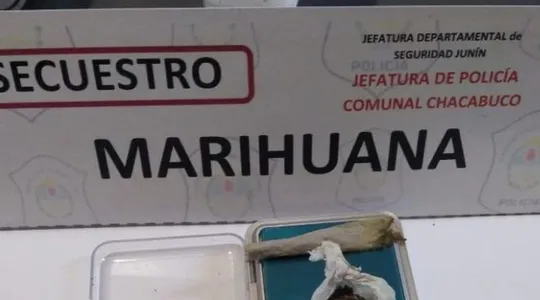 JEFATURA DEPARTAMENTAL de
SEGURIDAD JUNÍN
SECUESTRO
JEFATURA DE POLICÍA
COMUNAL CHACABUCO
MARIHUANA